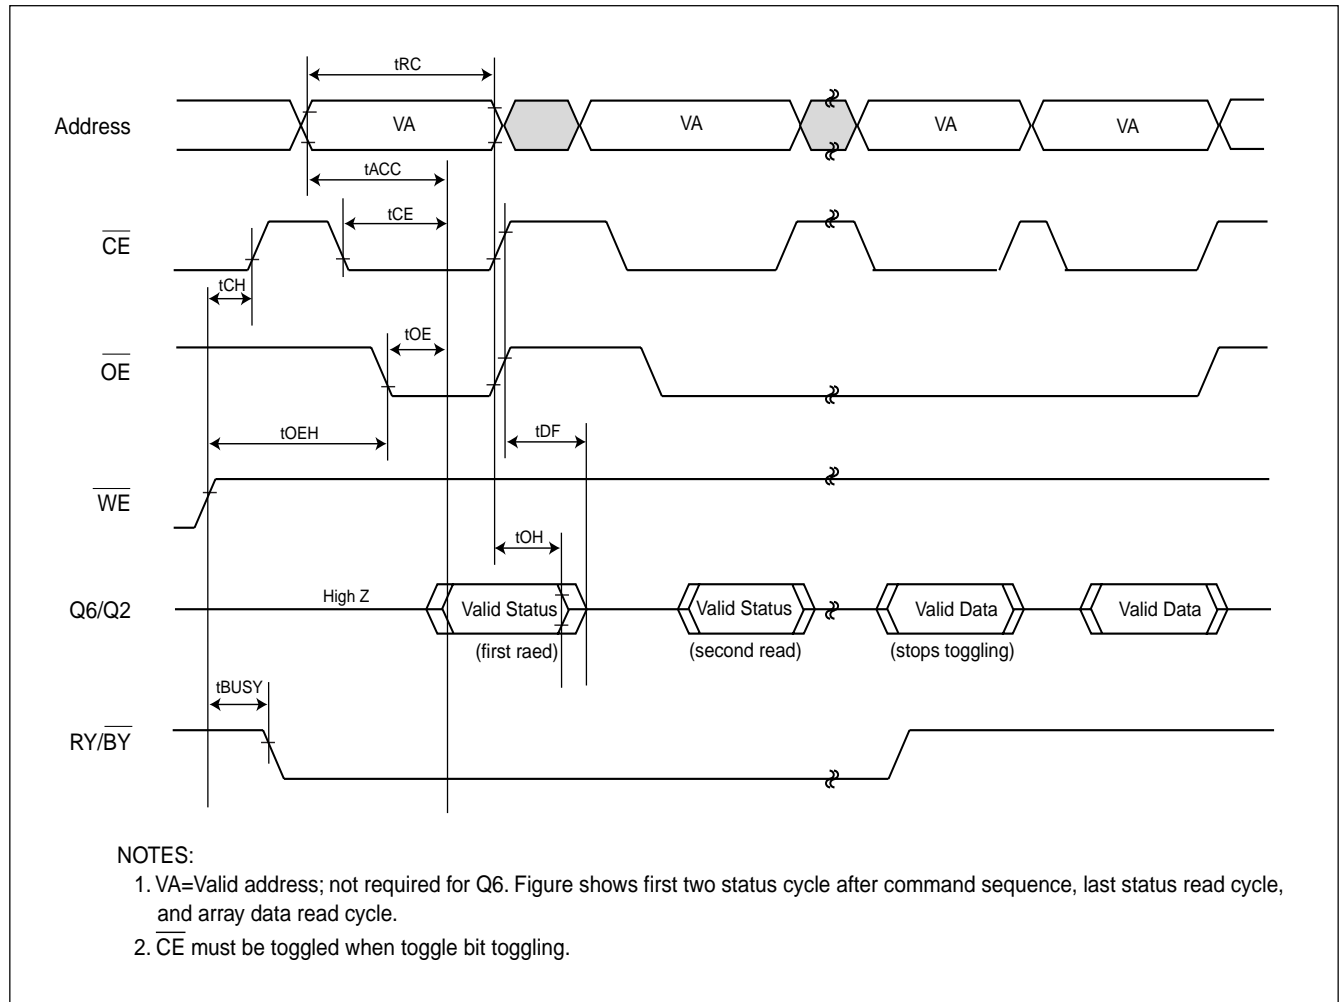 tRC
Address VA VA VA VA
tACC
tCE
CE
tCH
tOE
OE
tOEH tDF
WE
tOH
Q6/Q2 High Z Valid Status Valid Status Valid Data Valid Data
(first raed) (second read) (stops toggling)
tBUSY
RY/BY
NOTES:
1. VA=Valid address; not required for Q6. Figure shows first two status cycle after command sequence, last status read cycle,
and array data read cycle.
2. CE must be toggled when toggle bit toggling.